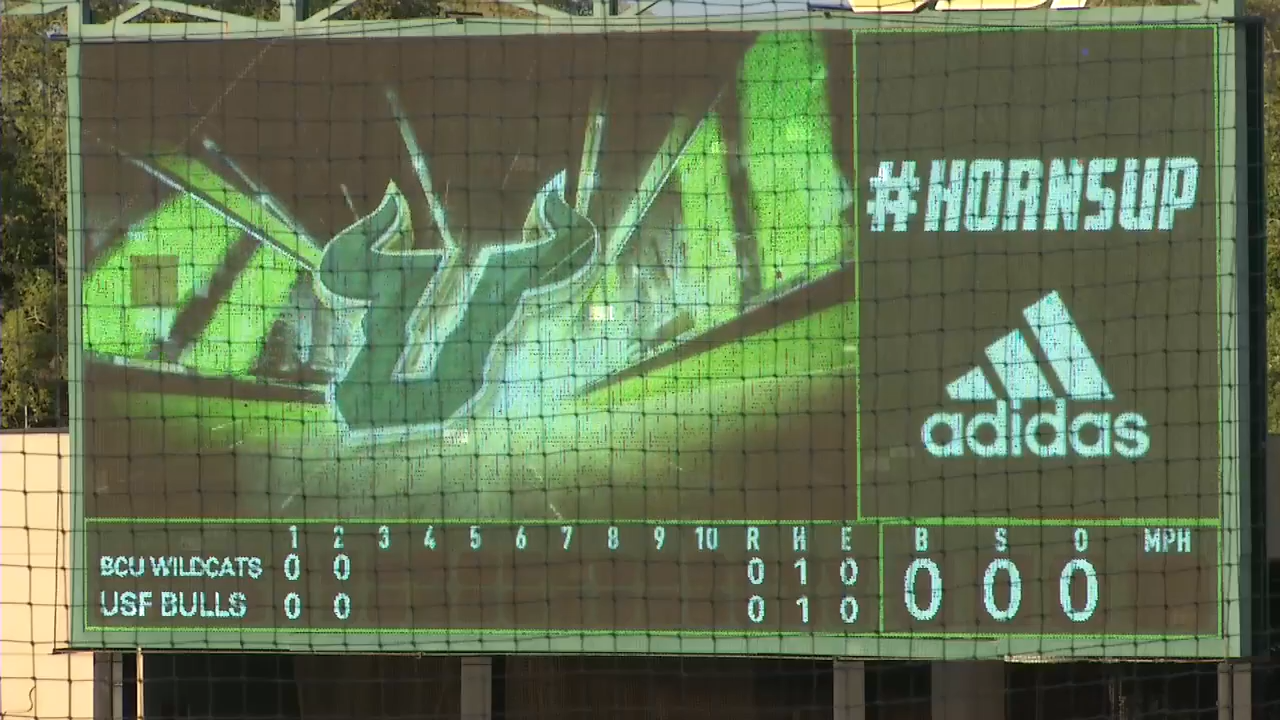 #HORNSUP
adidas
1 2 3 4 5 6 7 8 9 10 R H E B S O MPH
BCU WILDCATS 0 0 0 1 0
USF BULLS 0 0 0 1 0
0 0 0